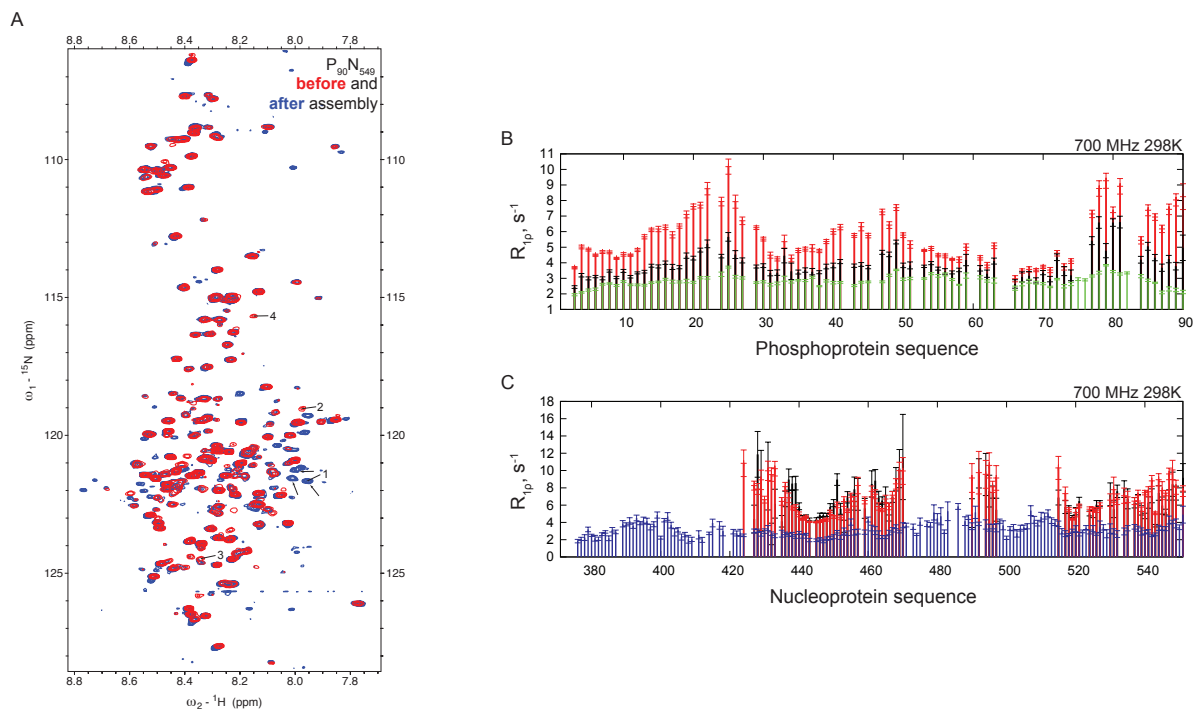 A
8.8 8.6 8.4 8.2 8.0 7.8
P₉₀N₅₄₉
before and
after assembly
110
115
120
125
110
115
120
125
4
2
1
3
ω₁ - ¹⁵N (ppm)
8.8 8.6 8.4 8.2 8.0 7.8
ω₂ - ¹H (ppm)
B
700 MHz 298K
11
10
9
8
7
6
5
4
3
2
1
R₁ρ, s⁻¹
10 20 30 40 50 60 70 80 90
Phosphoprotein sequence
C
700 MHz 298K
18
16
14
12
10
8
6
4
2
0
R₁ρ, s⁻¹
380 400 420 440 460 480 500 520 540
Nucleoprotein sequence